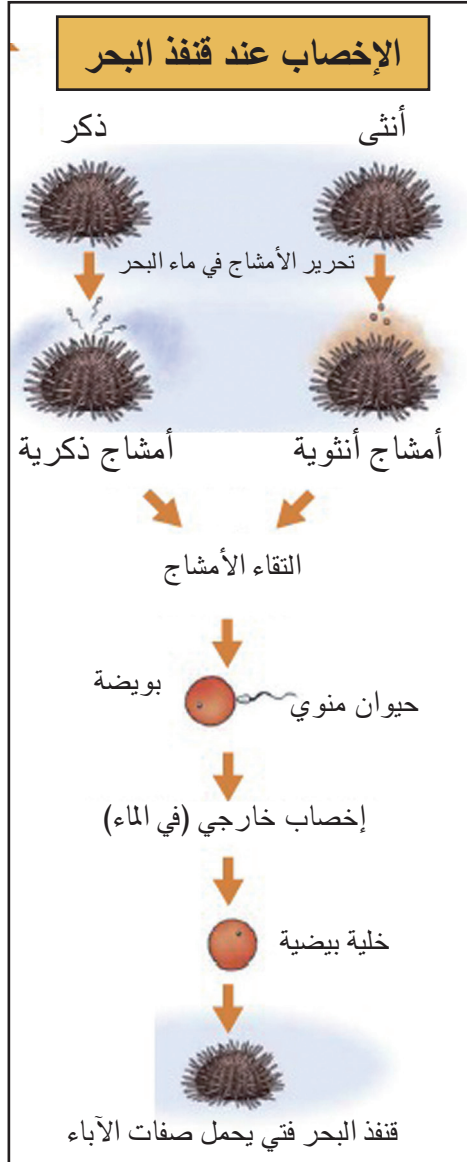 الإخصاب عند قنفذ البحر
أنثى
ذكر
تحرير الأمشاج في ماء البحر
أمشاج أنثوية
أمشاج ذكرية
التقاء الأمشاج
بويضة
حيوان منوي
إخصاب خارجي (في الماء)
خلية بيضية
قنفذ البحر فتي يحمل صفات الآباء